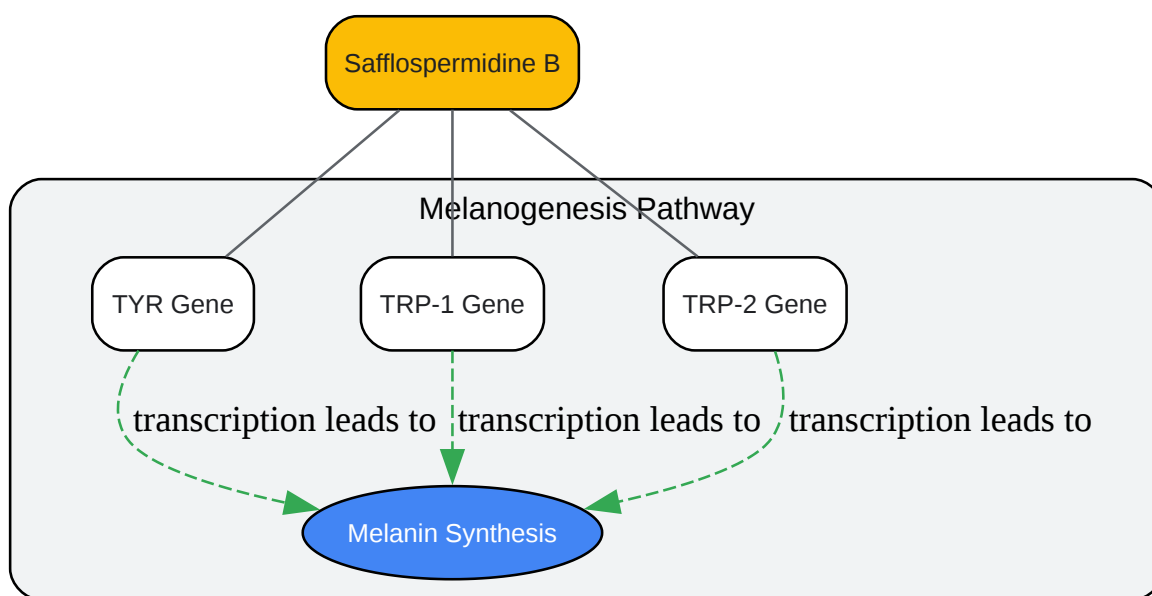 Safflospermidine B
Melanogenesis Pathway
TYR Gene
TRP-1 Gene
TRP-2 Gene
transcription leads to
transcription leads to
transcription leads to
Melanin Synthesis